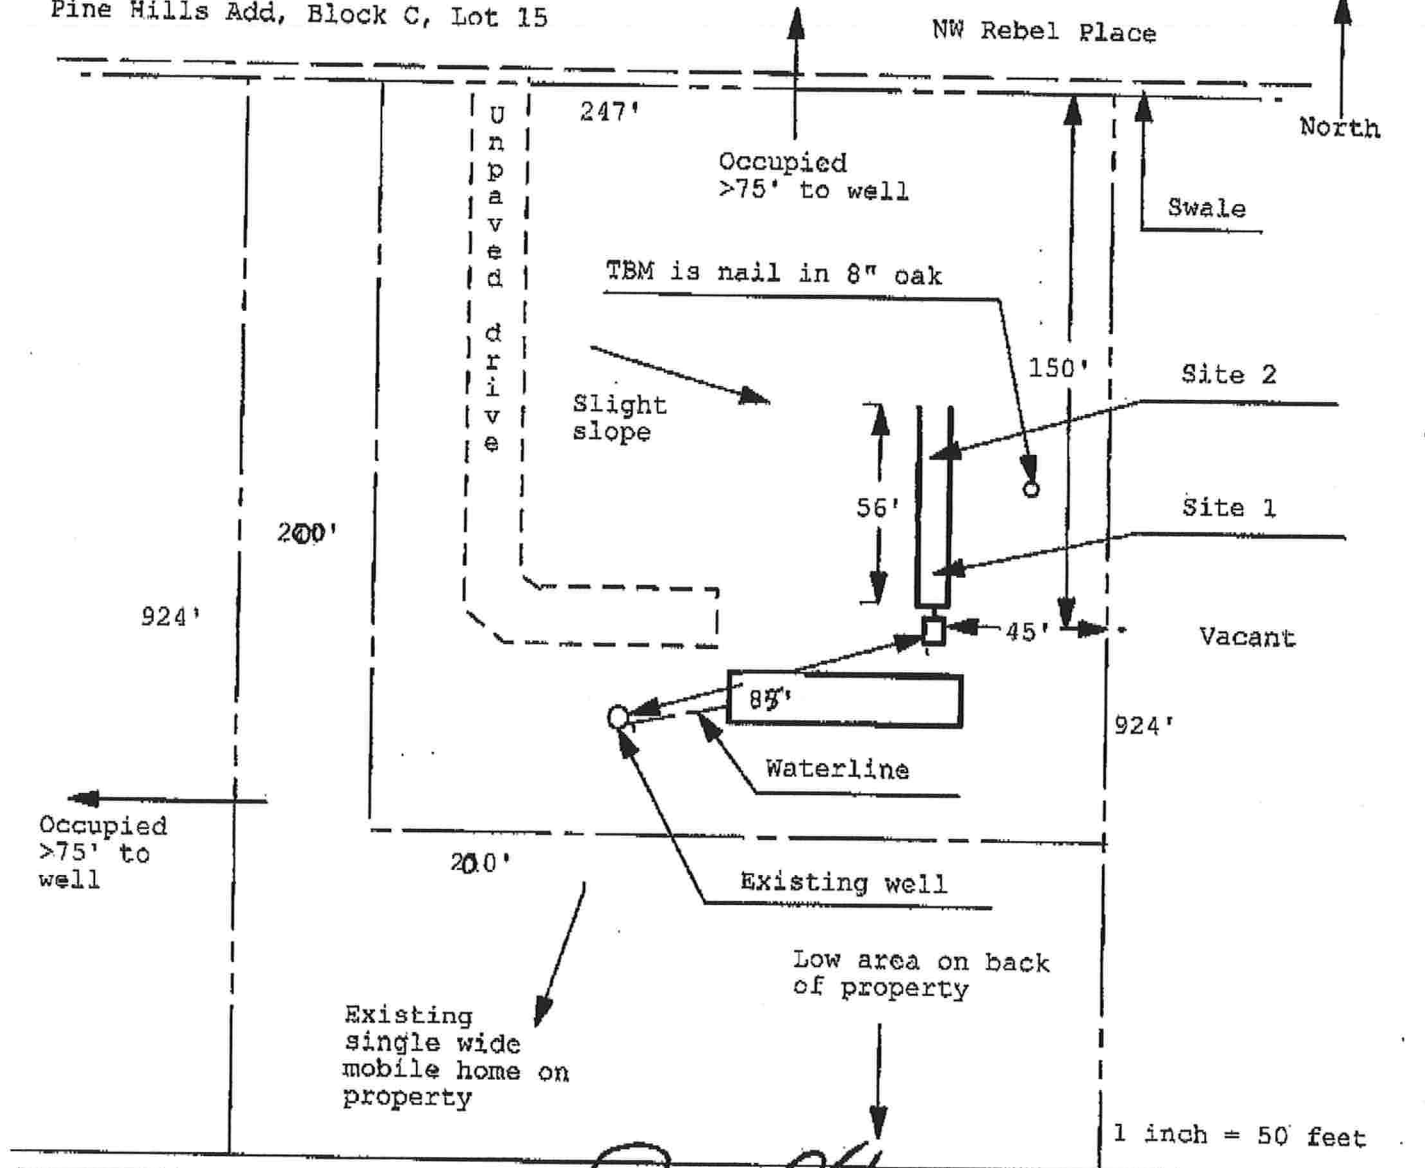 Pine Hills Add, Block C, Lot 15
NW Rebel Place
North
247'
Unpaved drive
Occupied
>75' to well
Swale
TBM is nail in 8" oak
150'
Site 2
Slight
slope
56'
Site 1
924'
45'
Vacant
924'
Waterline
Occupied
>75' to
well
Existing well
Low area on back
of property
Existing
single wide
mobile home on
property
1 inch = 50 feet